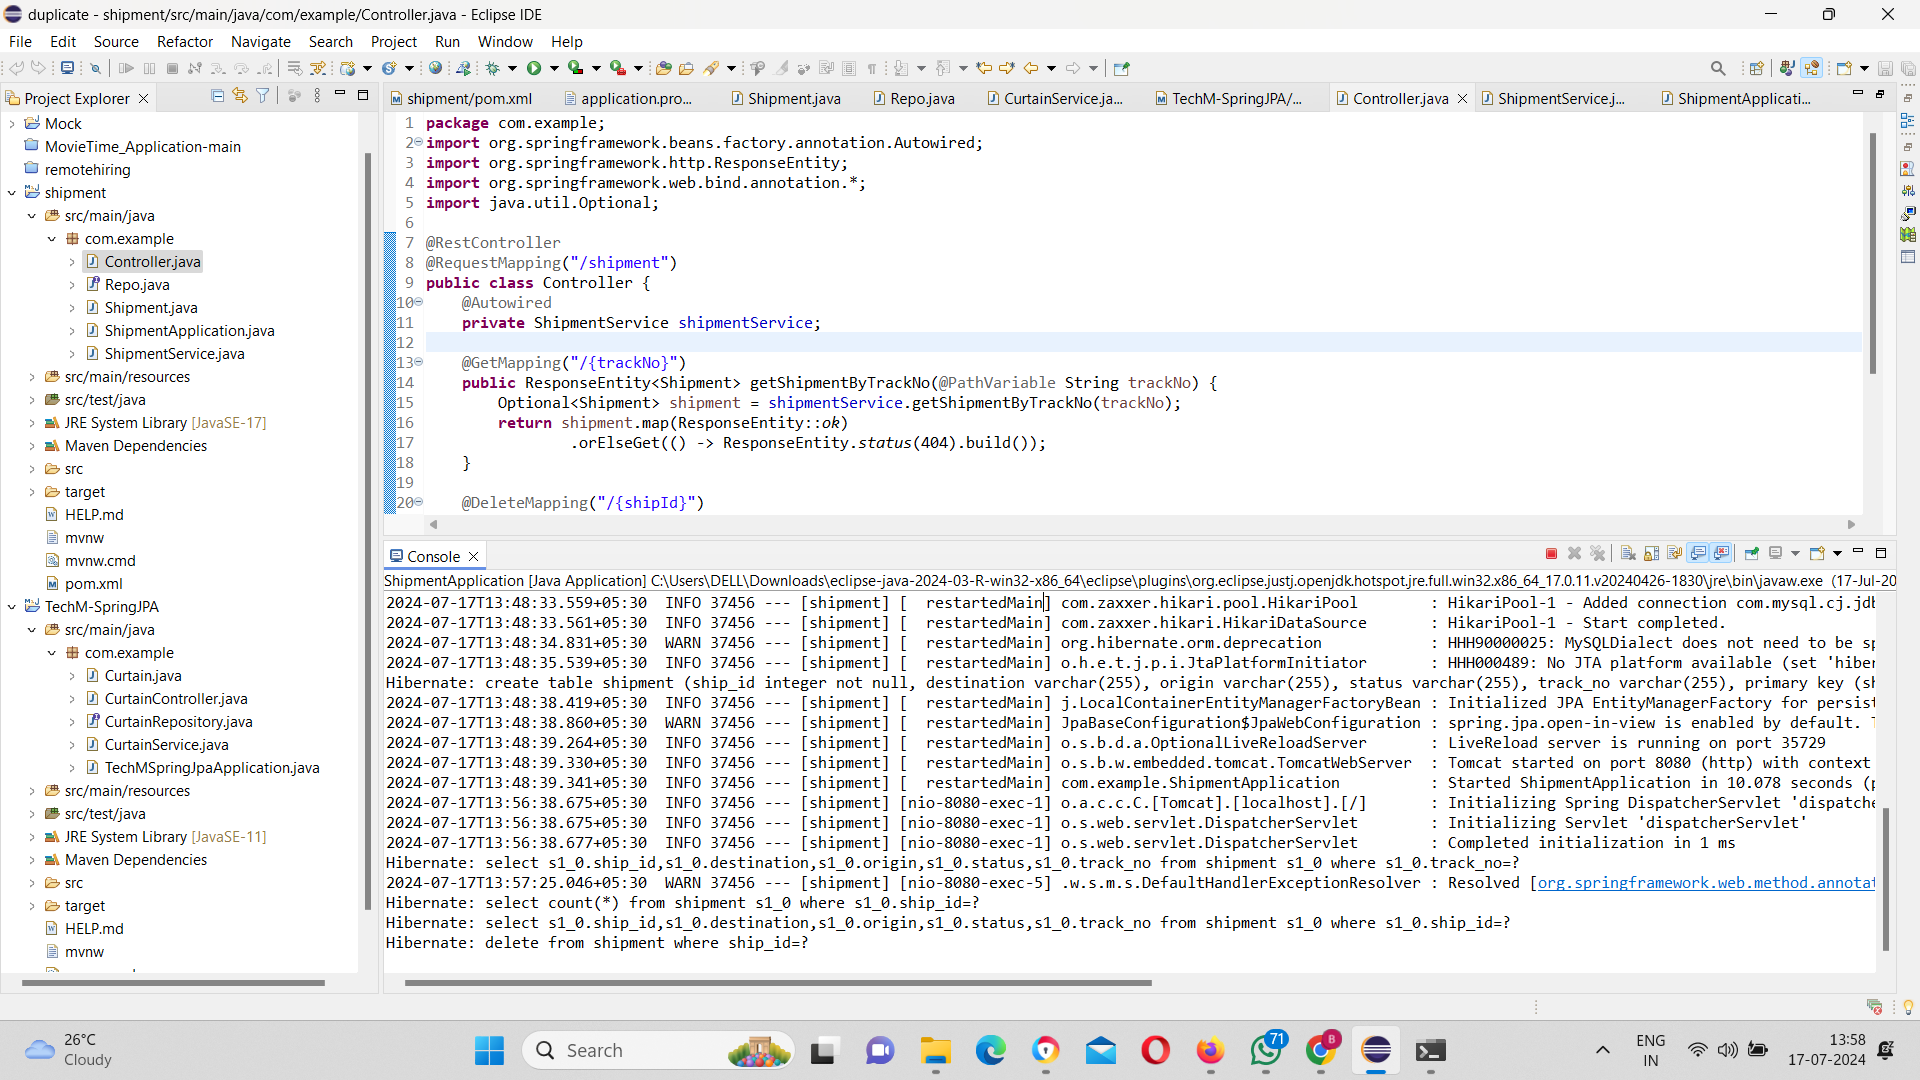 duplicate - shipment/src/main/java/com/example/Controller.java - Eclipse IDE
File Edit Source Refactor Navigate Search Project Run Window Help
Project Explorer
Mock
MovieTime_Application-main
remotehiring
shipment
src/main/java
com.example
Controller.java
Repo.java
Shipment.java
ShipmentApplication.java
ShipmentService.java
src/main/resources
src/test/java
JRE System Library [JavaSE-17]
Maven Dependencies
src
target
HELP.md
mvnw
mvnw.cmd
pom.xml
TechM-SpringJPA
src/main/java
com.example
Curtain.java
CurtainController.java
CurtainRepository.java
CurtainService.java
TechMSpringJpaApplication.java
src/main/resources
src/test/java
JRE System Library [JavaSE-11]
Maven Dependencies
src
target
HELP.md
mvnw
shipment/pom.xml application.pro... Shipment.java Repo.java CurtainService.ja... TechM-SpringJPA/... Controller.java ShipmentService.j... ShipmentApplicati...
1 package com.example;
2 import org.springframework.beans.factory.annotation.Autowired;
3 import org.springframework.http.ResponseEntity;
4 import org.springframework.web.bind.annotation.*;
5 import java.util.Optional;
6
7 @RestController
8 @RequestMapping("/shipment")
9 public class Controller {
10 @Autowired
11 private ShipmentService shipmentService;
12
13 @GetMapping("/{trackNo}")
14 public ResponseEntity<Shipment> getShipmentByTrackNo(@PathVariable String trackNo) {
15 Optional<Shipment> shipment = shipmentService.getShipmentByTrackNo(trackNo);
16 return shipment.map(ResponseEntity::ok)
17 .orElseGet(() -> ResponseEntity.status(404).build());
18 }
19
20 @DeleteMapping("/{shipId}")
Console
ShipmentApplication [Java Application] C:\Users\DELL\Downloads\eclipse-java-2024-03-R-win32-x86_64\eclipse\plugins\org.eclipse.justj.openjdk.hotspot.jre.full.win32.x86_64_17.0.11.v20240426-1830\jre\bin\javaw.exe (17-Jul-20
2024-07-17T13:48:33.559+05:30 INFO 37456 --- [shipment] [ restartedMain] com.zaxxer.hikari.pool.HikariPool : HikariPool-1 - Added connection com.mysql.cj.jdb
2024-07-17T13:48:33.561+05:30 INFO 37456 --- [shipment] [ restartedMain] com.zaxxer.hikari.HikariDataSource : HikariPool-1 - Start completed.
2024-07-17T13:48:34.831+05:30 WARN 37456 --- [shipment] [ restartedMain] org.hibernate.orm.deprecation : HHH90000025: MySQLDialect does not need to be sp
2024-07-17T13:48:35.539+05:30 INFO 37456 --- [shipment] [ restartedMain] o.h.e.t.j.p.i.JtaPlatformInitiator : HHH000489: No JTA platform available (set 'hiber
Hibernate: create table shipment (ship_id integer not null, destination varchar(255), origin varchar(255), status varchar(255), track_no varchar(255), primary key (sh
2024-07-17T13:48:38.419+05:30 INFO 37456 --- [shipment] [ restartedMain] j.LocalContainerEntityManagerFactoryBean : Initialized JPA EntityManagerFactory for persist
2024-07-17T13:48:38.860+05:30 WARN 37456 --- [shipment] [ restartedMain] JpaBaseConfiguration$JpaWebConfiguration : spring.jpa.open-in-view is enabled by default. T
2024-07-17T13:48:39.264+05:30 INFO 37456 --- [shipment] [ restartedMain] o.s.b.d.a.OptionalLiveReloadServer : LiveReload server is running on port 35729
2024-07-17T13:48:39.330+05:30 INFO 37456 --- [shipment] [ restartedMain] o.s.b.w.embedded.tomcat.TomcatWebServer : Tomcat started on port 8080 (http) with context
2024-07-17T13:48:39.341+05:30 INFO 37456 --- [shipment] [ restartedMain] com.example.ShipmentApplication : Started ShipmentApplication in 10.078 seconds (p
2024-07-17T13:56:38.675+05:30 INFO 37456 --- [shipment] [nio-8080-exec-1] o.a.c.c.C.[Tomcat].[localhost].[/] : Initializing Spring DispatcherServlet 'dispatche
2024-07-17T13:56:38.675+05:30 INFO 37456 --- [shipment] [nio-8080-exec-1] o.s.web.servlet.DispatcherServlet : Initializing Servlet 'dispatcherServlet'
2024-07-17T13:56:38.677+05:30 INFO 37456 --- [shipment] [nio-8080-exec-1] o.s.web.servlet.DispatcherServlet : Completed initialization in 1 ms
Hibernate: select s1_0.ship_id,s1_0.destination,s1_0.origin,s1_0.status,s1_0.track_no from shipment s1_0 where s1_0.track_no=?
2024-07-17T13:57:25.046+05:30 WARN 37456 --- [shipment] [nio-8080-exec-5] .w.s.m.s.DefaultHandlerExceptionResolver : Resolved [org.springframework.web.method.annotat
Hibernate: select count(*) from shipment s1_0 where s1_0.ship_id=?
Hibernate: select s1_0.ship_id,s1_0.destination,s1_0.origin,s1_0.status,s1_0.track_no from shipment s1_0 where s1_0.ship_id=?
Hibernate: delete from shipment where ship_id=?
26°C
Cloudy
Search
71
B
ENG
IN
13:58
17-07-2024